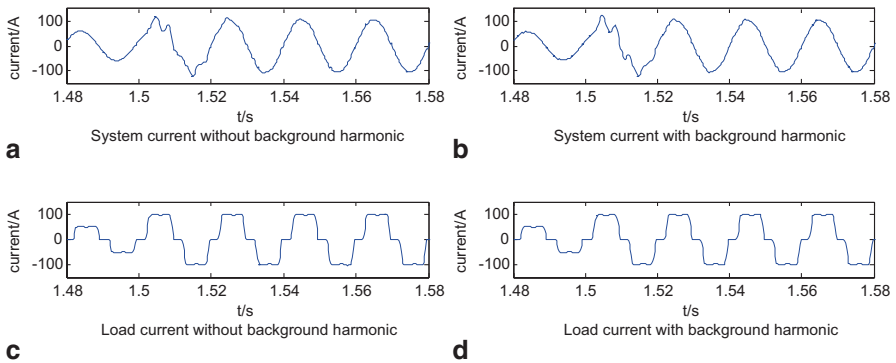 current/A
100
0
-100
1.48 1.5 1.52 1.54 1.56 1.58
t/s
System current without background harmonic
a
current/A
100
0
-100
1.48 1.5 1.52 1.54 1.56 1.58
t/s
System current with background harmonic
b
current/A
100
0
-100
1.48 1.5 1.52 1.54 1.56 1.58
t/s
Load current without background harmonic
c
current/A
100
0
-100
1.48 1.5 1.52 1.54 1.56 1.58
t/s
Load current with background harmonic
d